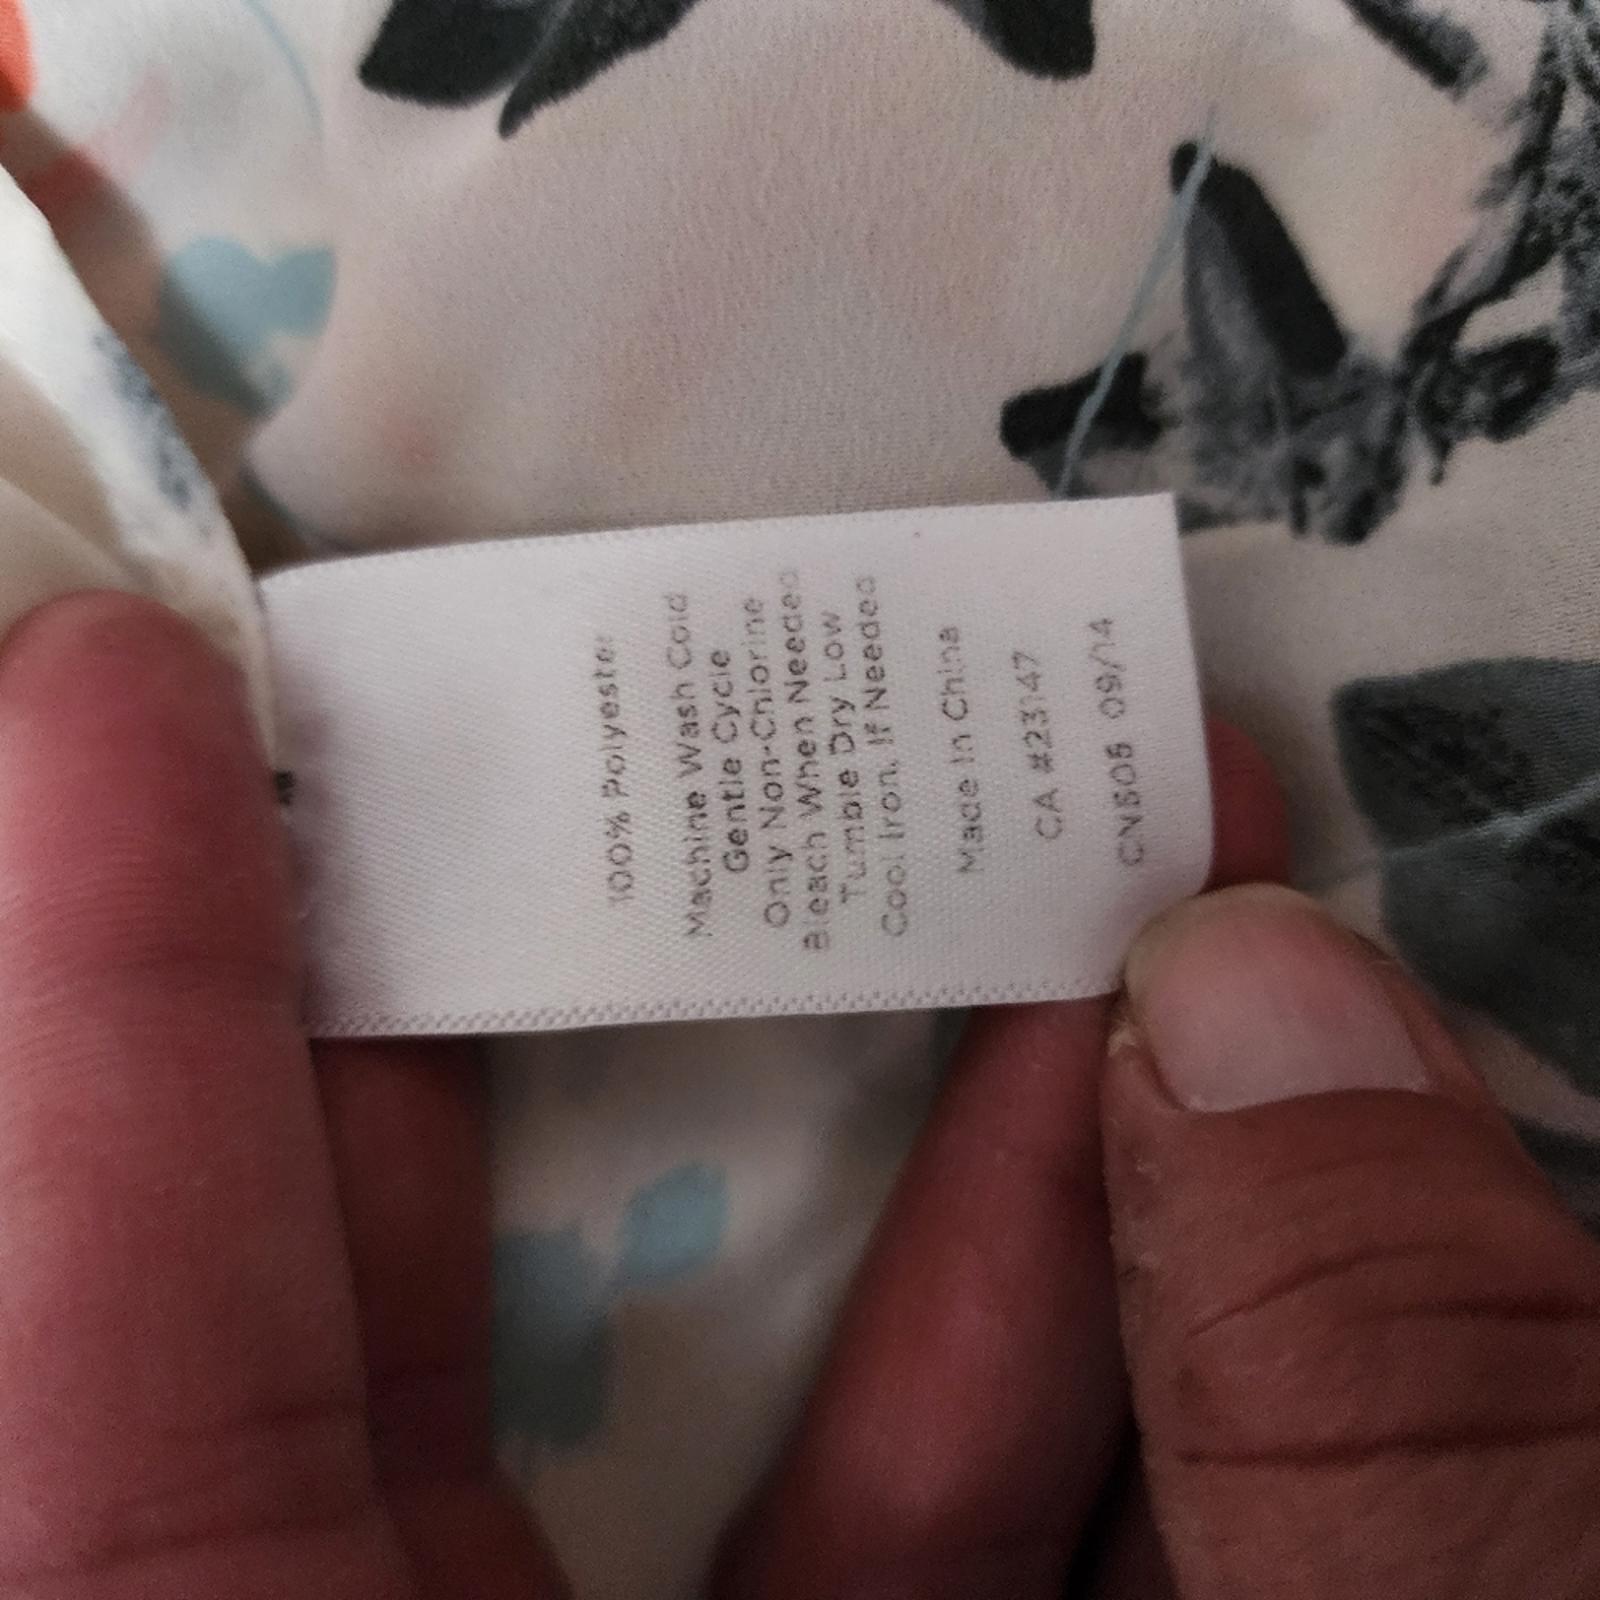 100% Polyester
Machine Wash Cold
Gentle Cycle
Only Non-Chlorine
Bleach When Needed
Tumble Dry Low
Cool Iron, If Needed
Made In China
CA #23147
09/14